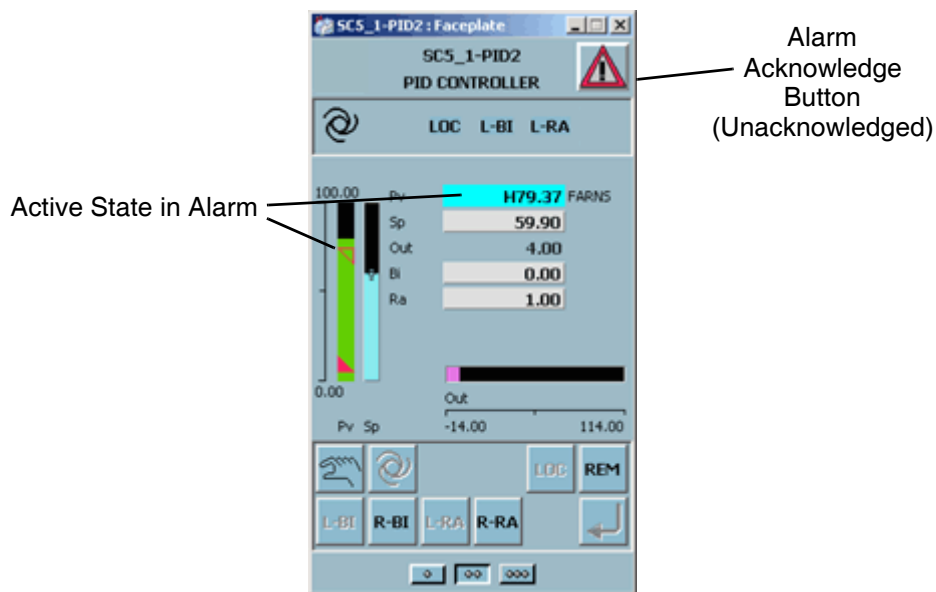 SC5_1-PID2 : Faceplate
SC5_1-PID2
PID CONTROLLER
Alarm
Acknowledge
Button
(Unacknowledged)
LOC L-BI L-RA
Active State in Alarm
100.00
Pv H79.37 FARNS
Sp 59.90
Out 4.00
Bi 0.00
Ra 1.00
0.00
Out
Pv Sp
-14.00 114.00
LOC REM
L-BI R-BI L-RA R-RA